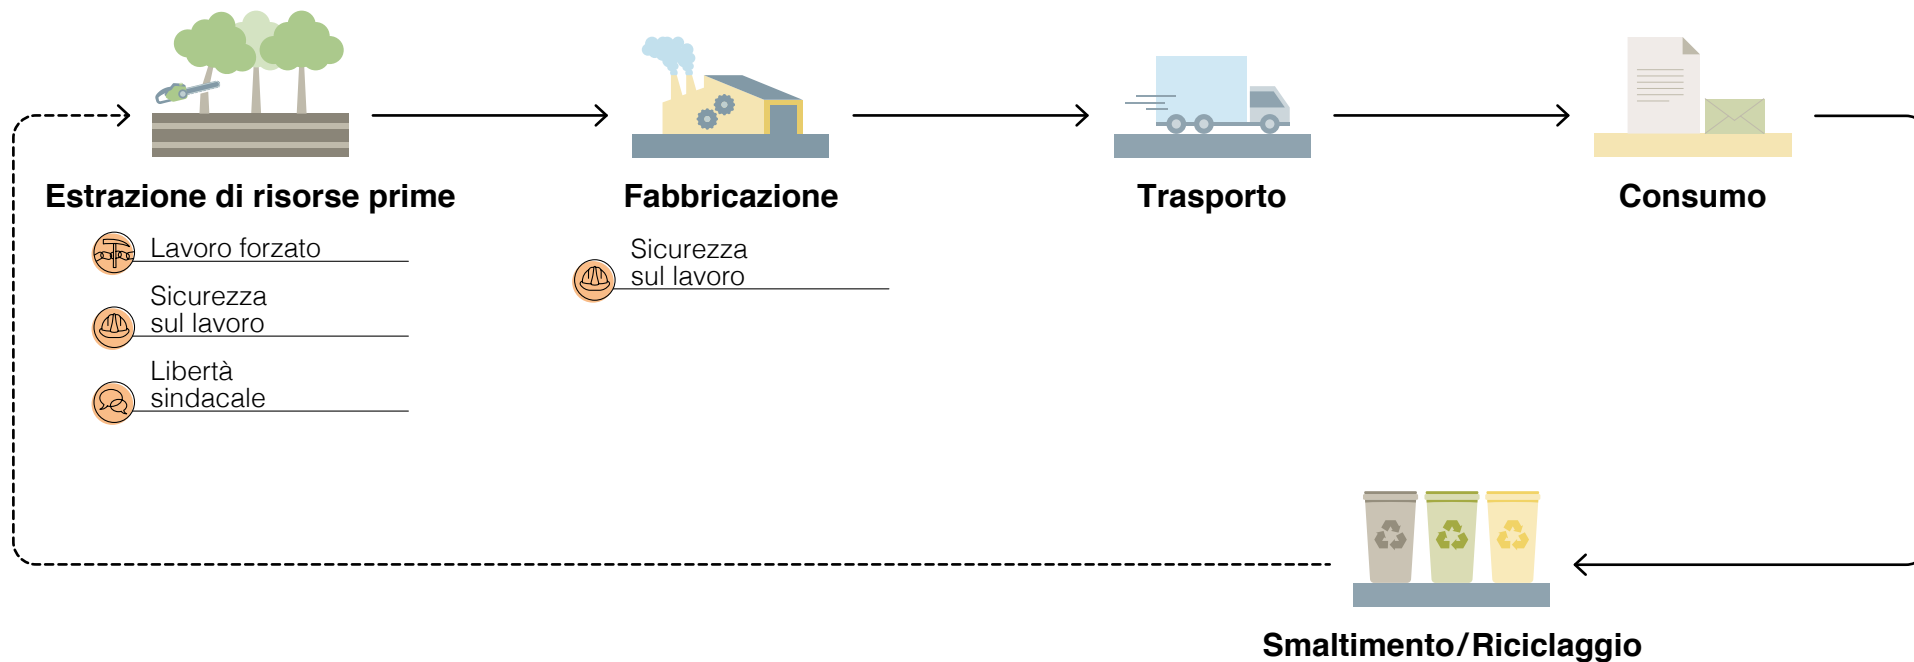 Estrazione di risorse prime
Lavoro forzato
Sicurezza
sul lavoro
Libertà
sindacale
Fabbricazione
Sicurezza
sul lavoro
Trasporto
Consumo
Smaltimento/Riciclaggio